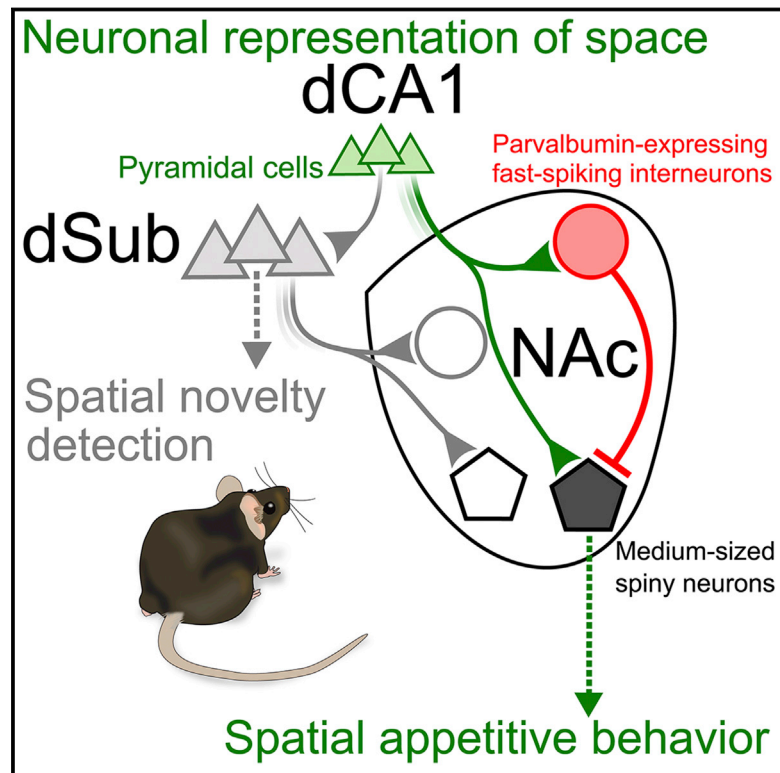 Neuronal representation of space
dCA1
Pyramidal cells
Parvalbumin-expressing
fast-spiking interneurons
dSub
NAc
Spatial novelty
detection
Medium-sized
spiny neurons
Spatial appetitive behavior